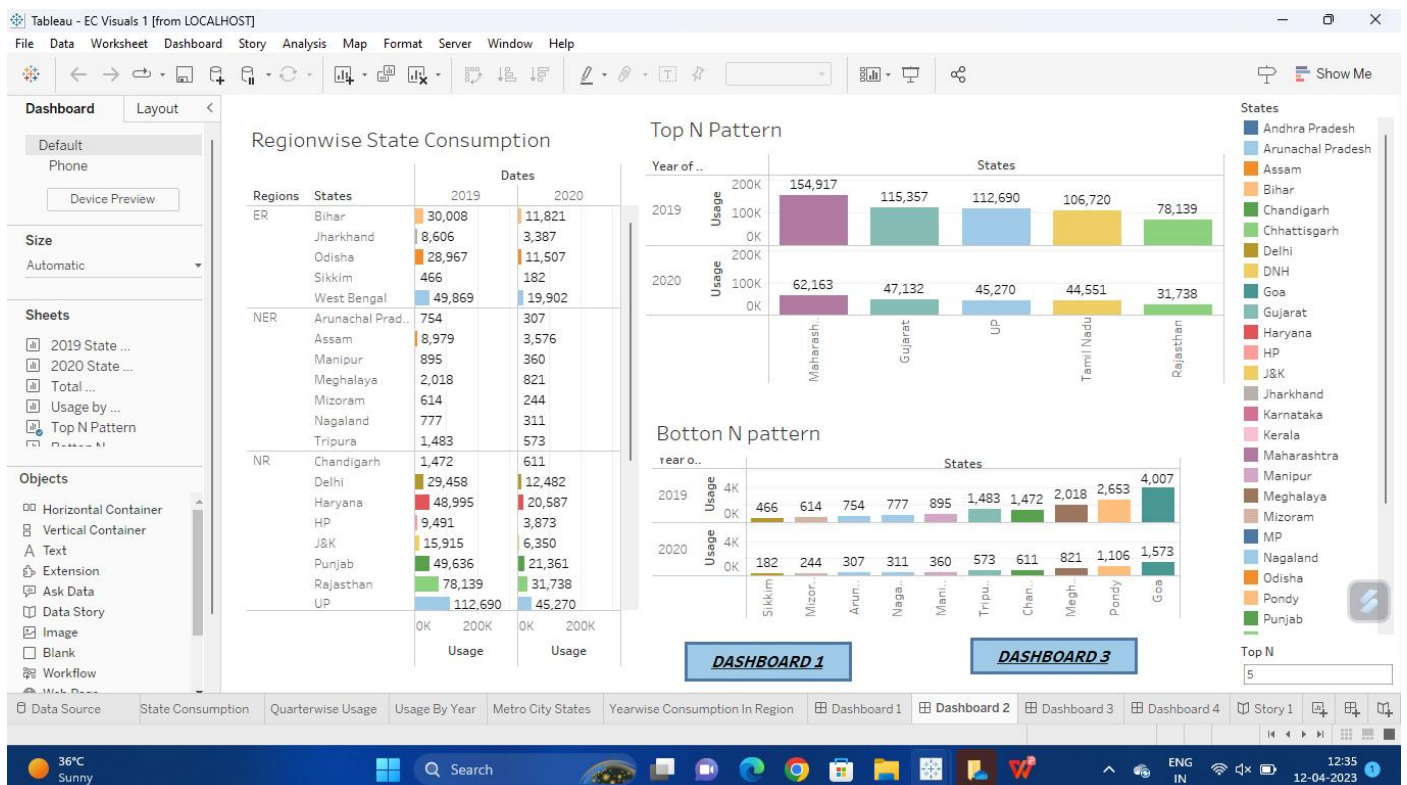 Tableau - EC Visuals 1 [from LOCALHOST]
File Data Worksheet Dashboard Story Analysis Map Format Server Window Help
Show Me
Dashboard Layout
Default
Phone
Device Preview
Size
Automatic
Sheets
2019 State ...
2020 State ...
Total ...
Usage by ...
Top N Pattern
Objects
Horizontal Container
Vertical Container
A Text
Extension
Ask Data
Data Story
Image
Blank
Workflow
Regionwise State Consumption
Dates
Regions States 2019 2020
ER Bihar 30,008 11,821
Jharkhand 8,606 3,387
Odisha 28,967 11,507
Sikkim 466 182
West Bengal 49,869 19,902
NER Arunachal Prad.. 754 307
Assam 8,979 3,576
Manipur 895 360
Meghalaya 2,018 821
Mizoram 614 244
Nagaland 777 311
Tripura 1,483 573
NR Chandigarh 1,472 611
Delhi 29,458 12,482
Haryana 48,995 20,587
HP 9,491 3,873
J&K 15,915 6,350
Punjab 49,636 21,361
Rajasthan 78,139 31,738
UP 112,690 45,270
0K 200K 0K 200K
Usage Usage
Top N Pattern
Year of .. States
2019 Usage 200K 100K 0K 154,917 115,357 112,690 106,720 78,139
2020 Usage 200K 100K 0K 62,163 47,132 45,270 44,551 31,738
Maharash.. Gujarat UP Tamil Nadu Rajasthan
Botton N pattern
Year o.. States
2019 Usage 4K 0K 466 614 754 777 895 1,483 1,472 2,018 2,653 4,007
2020 Usage 4K 0K 182 244 307 311 360 573 611 821 1,106 1,573
Sikkim Mizor.. Arun.. Naga.. Mani.. Tripu.. Chan.. Megh.. Pondy Goa
DASHBOARD 1 DASHBOARD 3
States
Andhra Pradesh
Arunachal Pradesh
Assam
Bihar
Chandigarh
Chhattisgarh
Delhi
DNH
Goa
Gujarat
Haryana
HP
J&K
Jharkhand
Karnataka
Kerala
Maharashtra
Manipur
Meghalaya
Mizoram
MP
Nagaland
Odisha
Pondy
Punjab
Top N
5
Data Source State Consumption Quarterwise Usage Usage By Year Metro City States Yearwise Consumption In Region Dashboard 1 Dashboard 2 Dashboard 3 Dashboard 4 Story 1
36°C
Sunny
Search
ENG
IN
12:35
12-04-2023
1